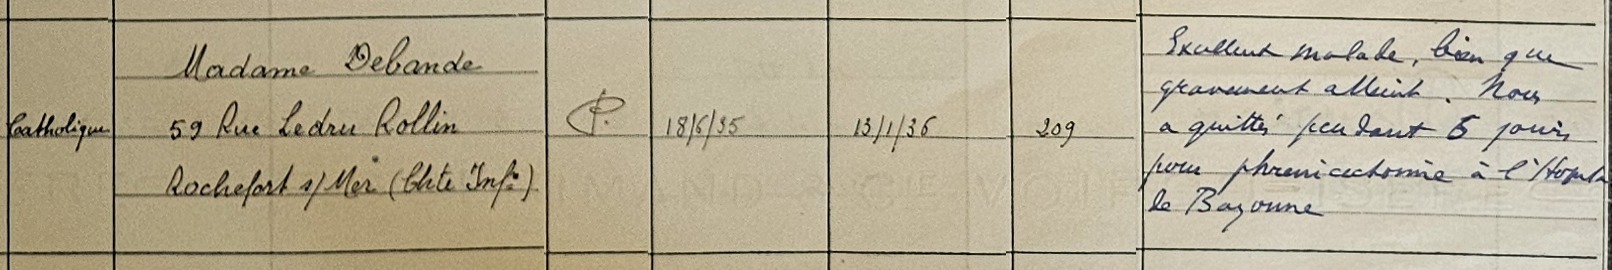 Catholique
Madame Debande
59 Rue Ledru Rollin
Rochefort s/Mer (Chte Infre)
P.
18/6/35
13/1/36
209
Excellent malade, bien que
gravement atteint. Nous
a quittés pendant 5 jours
pour phrenicectomie à l'Hopital
de Bayonne